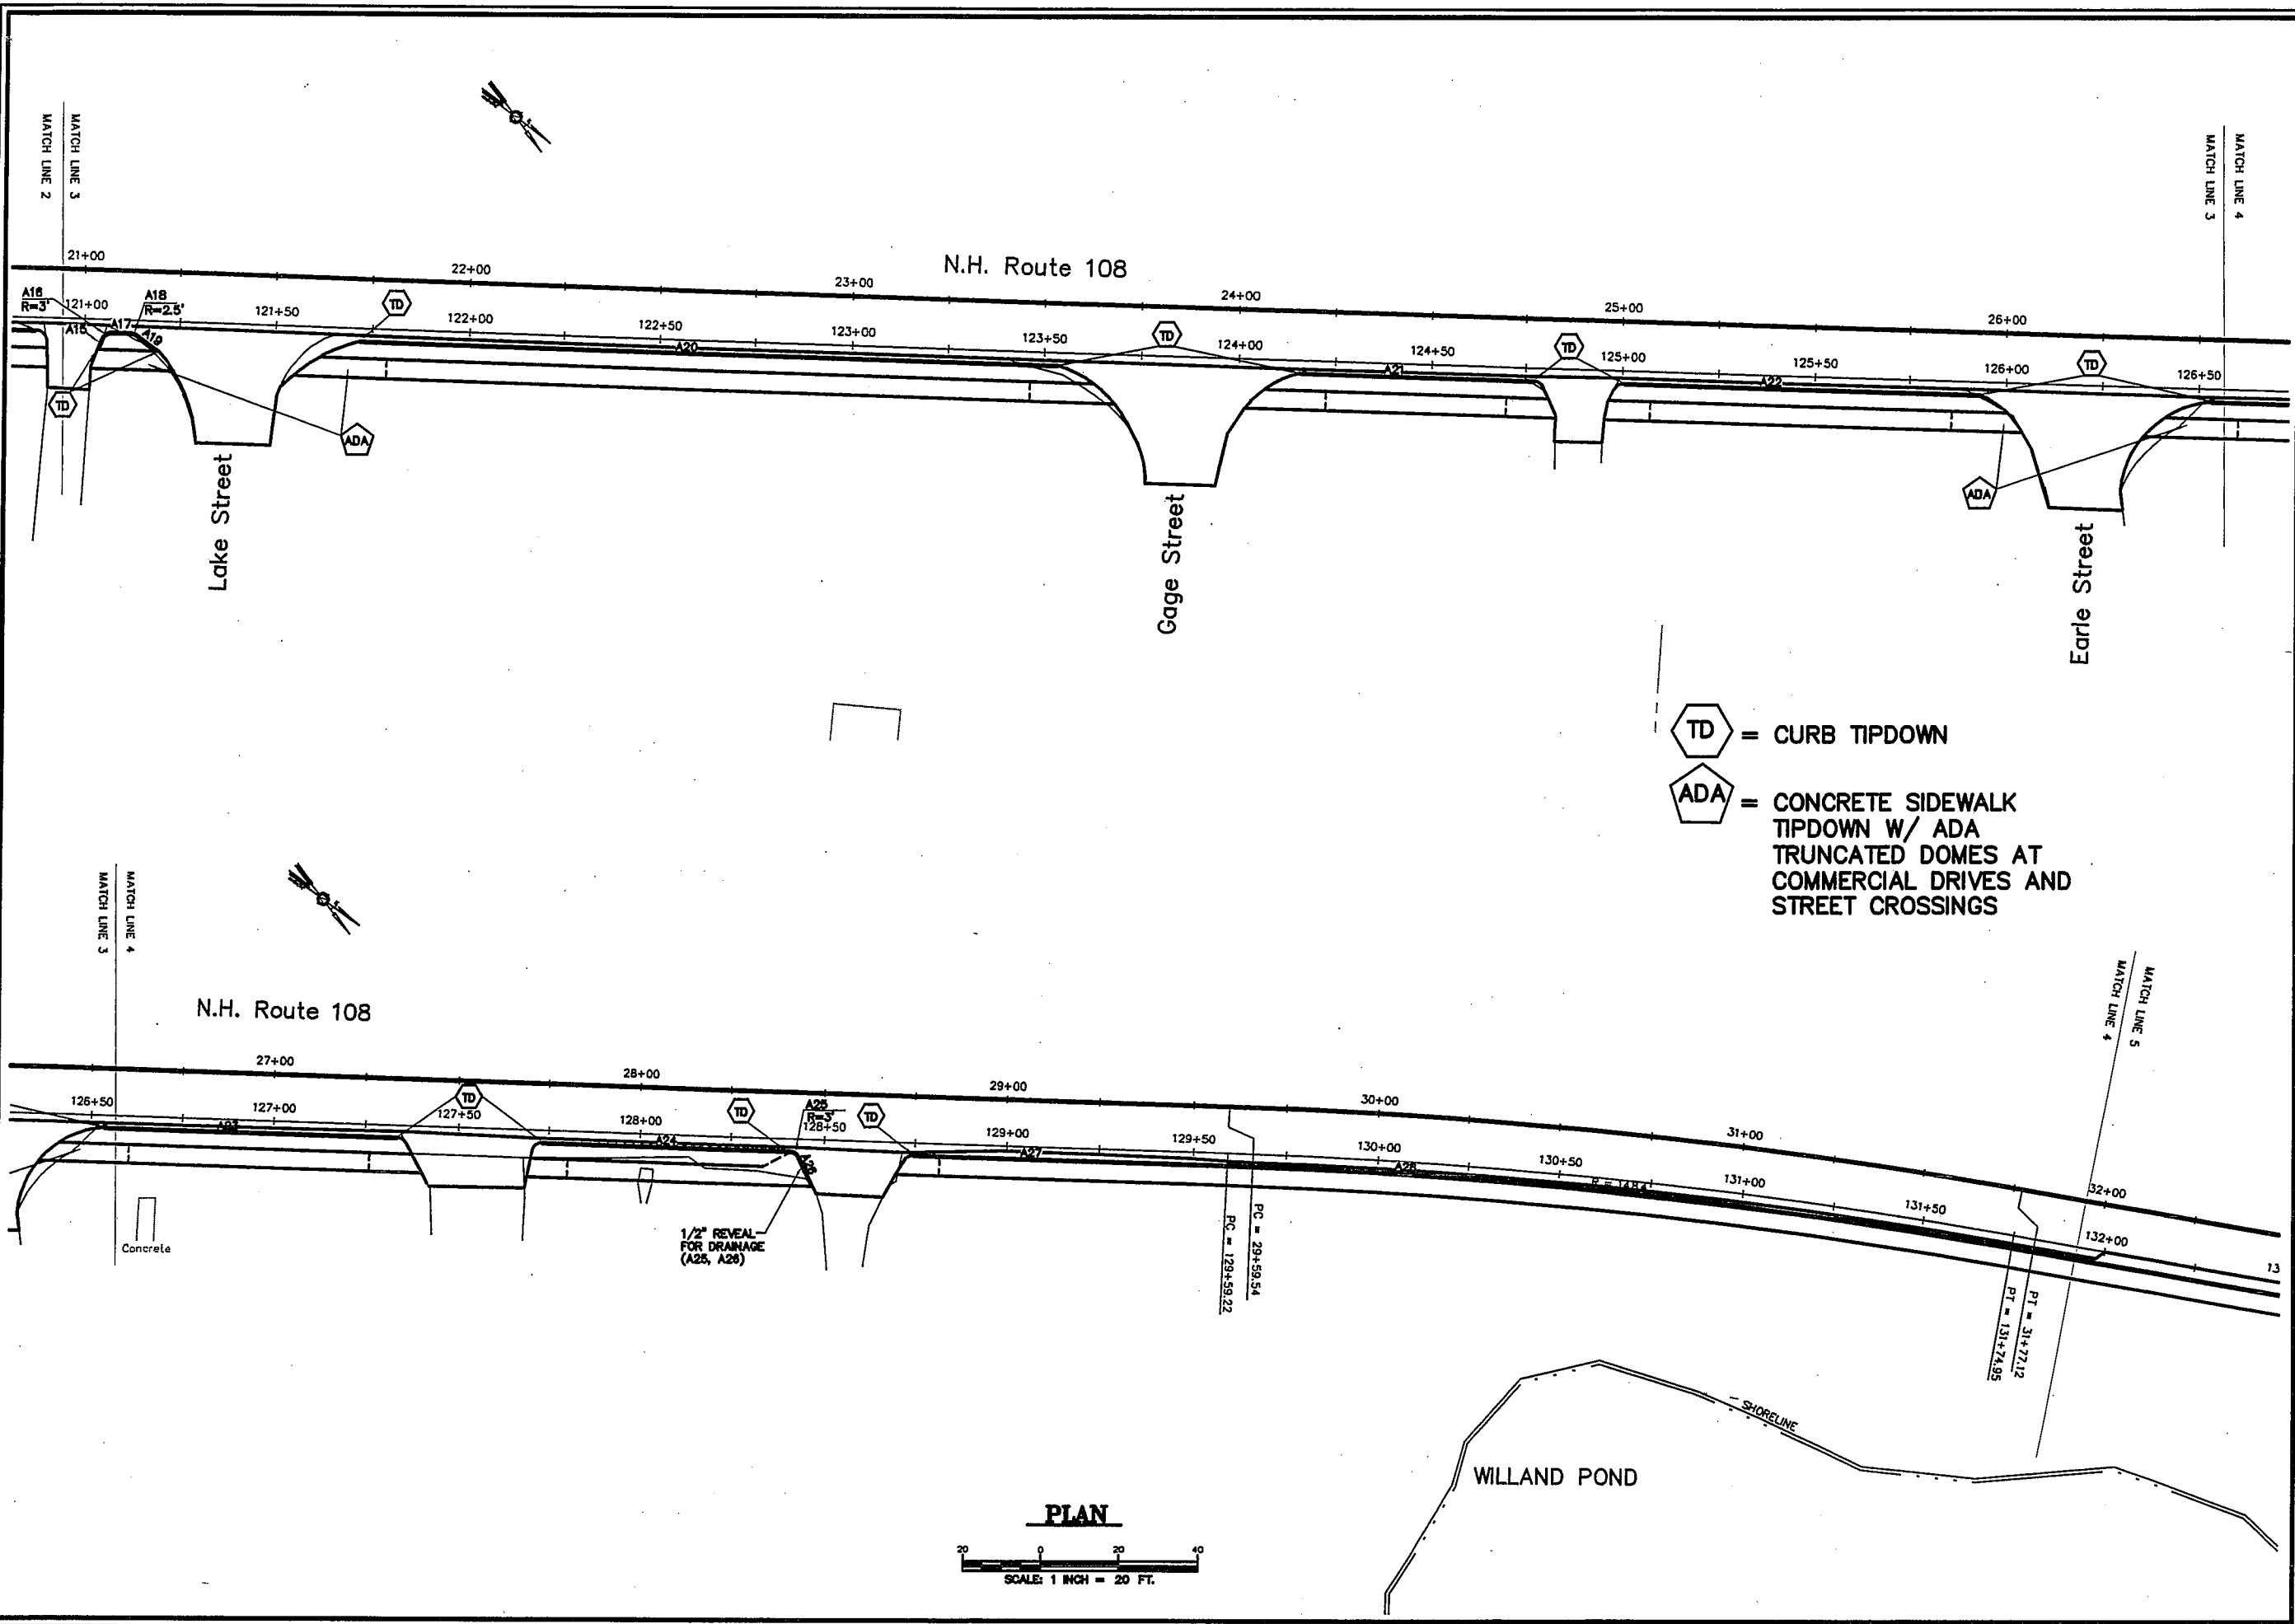 MATCH LINE 3
MATCH LINE 2
MATCH LINE 4
MATCH LINE 3
N.H. Route 108
21+00
22+00
23+00
24+00
25+00
26+00
A16
R=3'
121+00
A18
R=2.5'
121+50
122+00
122+50
123+00
123+50
124+00
124+50
125+00
125+50
126+00
126+50
A15
A17
A19
A20
A21
A22
TD
TD
TD
TD
TD
ADA
ADA
Lake Street
Gage Street
Earle Street
TD = CURB TIPDOWN
ADA = CONCRETE SIDEWALK
TIPDOWN W/ ADA
TRUNCATED DOMES AT
COMMERCIAL DRIVES AND
STREET CROSSINGS
MATCH LINE 4
MATCH LINE 3
MATCH LINE 5
MATCH LINE 4
N.H. Route 108
27+00
28+00
29+00
30+00
31+00
32+00
126+50
127+00
127+50
128+00
128+50
129+00
129+50
130+00
130+50
131+00
131+50
132+00
13
TD
TD
TD
A25
R=3'
A24
A26
A27
A28
1/2" REVEAL
FOR DRAINAGE
(A25, A26)
Concrete
PC = 29+59.54
PC = 129+59.22
PT = 31+77.12
PT = 131+74.95
SHORELINE
WILLAND POND
PLAN
20 0 20 40
SCALE: 1 INCH = 20 FT.